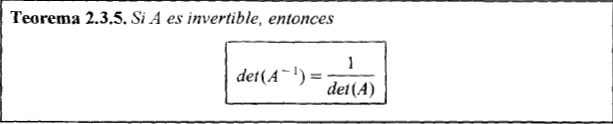 Teorema 2.3.5. Si A es invertible, entonces
det(A⁻¹) = 1 / det(A)